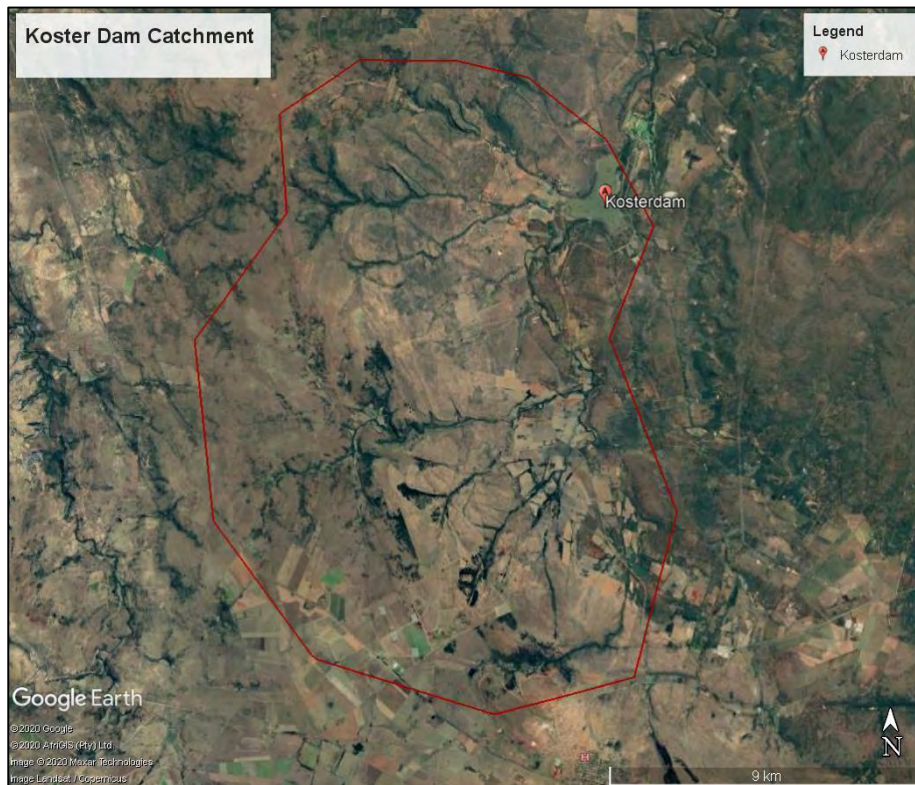 Koster Dam Catchment
Legend
Kosterdam
A
Kosterdam
Google Earth
©2020 Google
©2020 AfriGIS (Pty) Ltd
Image ©2020 Maxar Technologies
Image Landsat / Copernicus
N
9 km